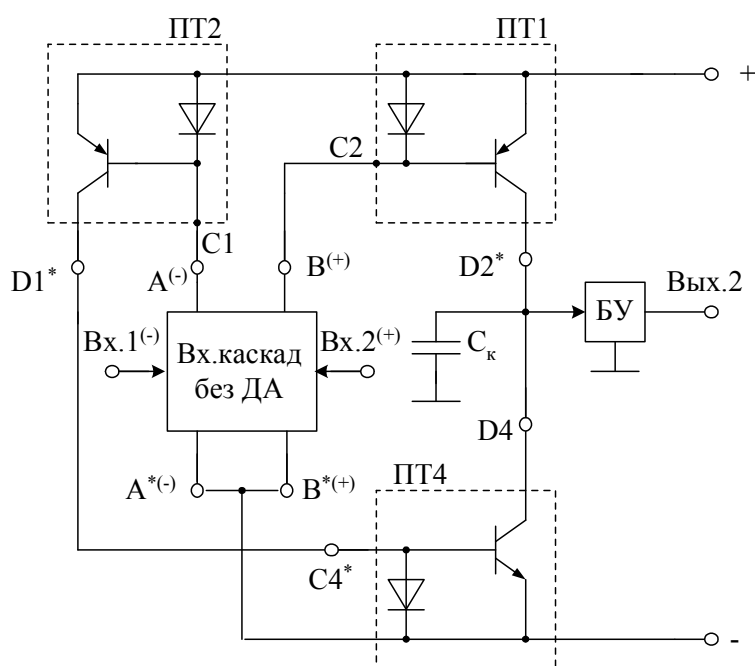 ПТ2
ПТ1
+
C2
C1
D1*
A(-)
B(+)
D2*
Вх.1(-)
Вх.каскад
без ДА
Вх.2(+)
Cк
БУ
Вых.2
D4
A*(-)
B*(+)
ПТ4
C4*
-